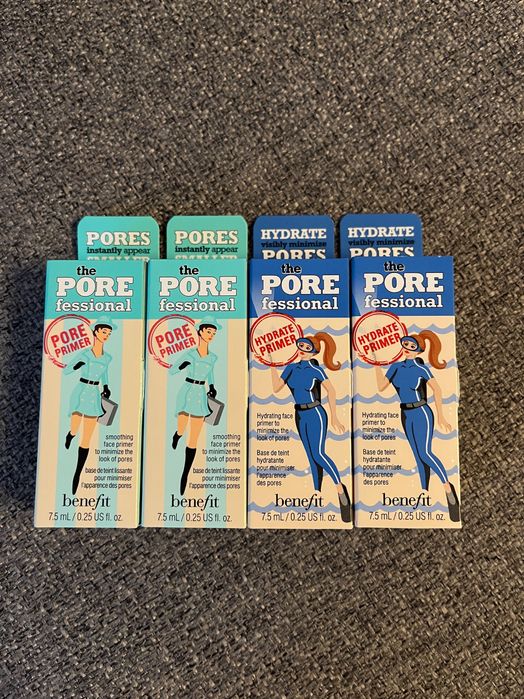 PORES
instantly appear
SMALLER
PORES
instantly appear
SMALLER
HYDRATE
visibly minimize
PORES
HYDRATE
visibly minimize
PORES
the
PORE
fessional
PORE
PRIMER
smoothing
face primer
to minimize the
look of pores
base de teint lissante
pour minimiser
l'apparence des pores
benefit
7.5 mL / 0.25 US fl. oz.
the
PORE
fessional
PORE
PRIMER
smoothing
face primer
to minimize the
look of pores
base de teint lissante
pour minimiser
l'apparence des pores
benefit
7.5 mL / 0.25 US fl. oz.
the
PORE
fessional
HYDRATE
PRIMER
Hydrating face
primer to
minimize the
look of pores
Base de teint
hydratante
pour minimiser
l'apparence
des pores
benefit
7.5 mL / 0.25 US fl. oz.
the
PORE
fessional
HYDRATE
PRIMER
Hydrating face
primer to
minimize the
look of pores
Base de teint
hydratante
pour minimiser
l'apparence
des pores
benefit
7.5 mL / 0.25 US fl. oz.